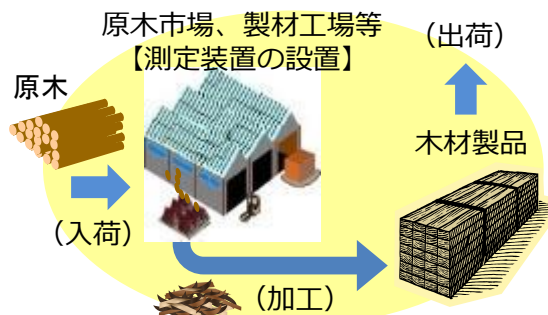 原木市場、製材工場等
【測定装置の設置】
(出荷)
原木
木材製品
(入荷)
(加工)